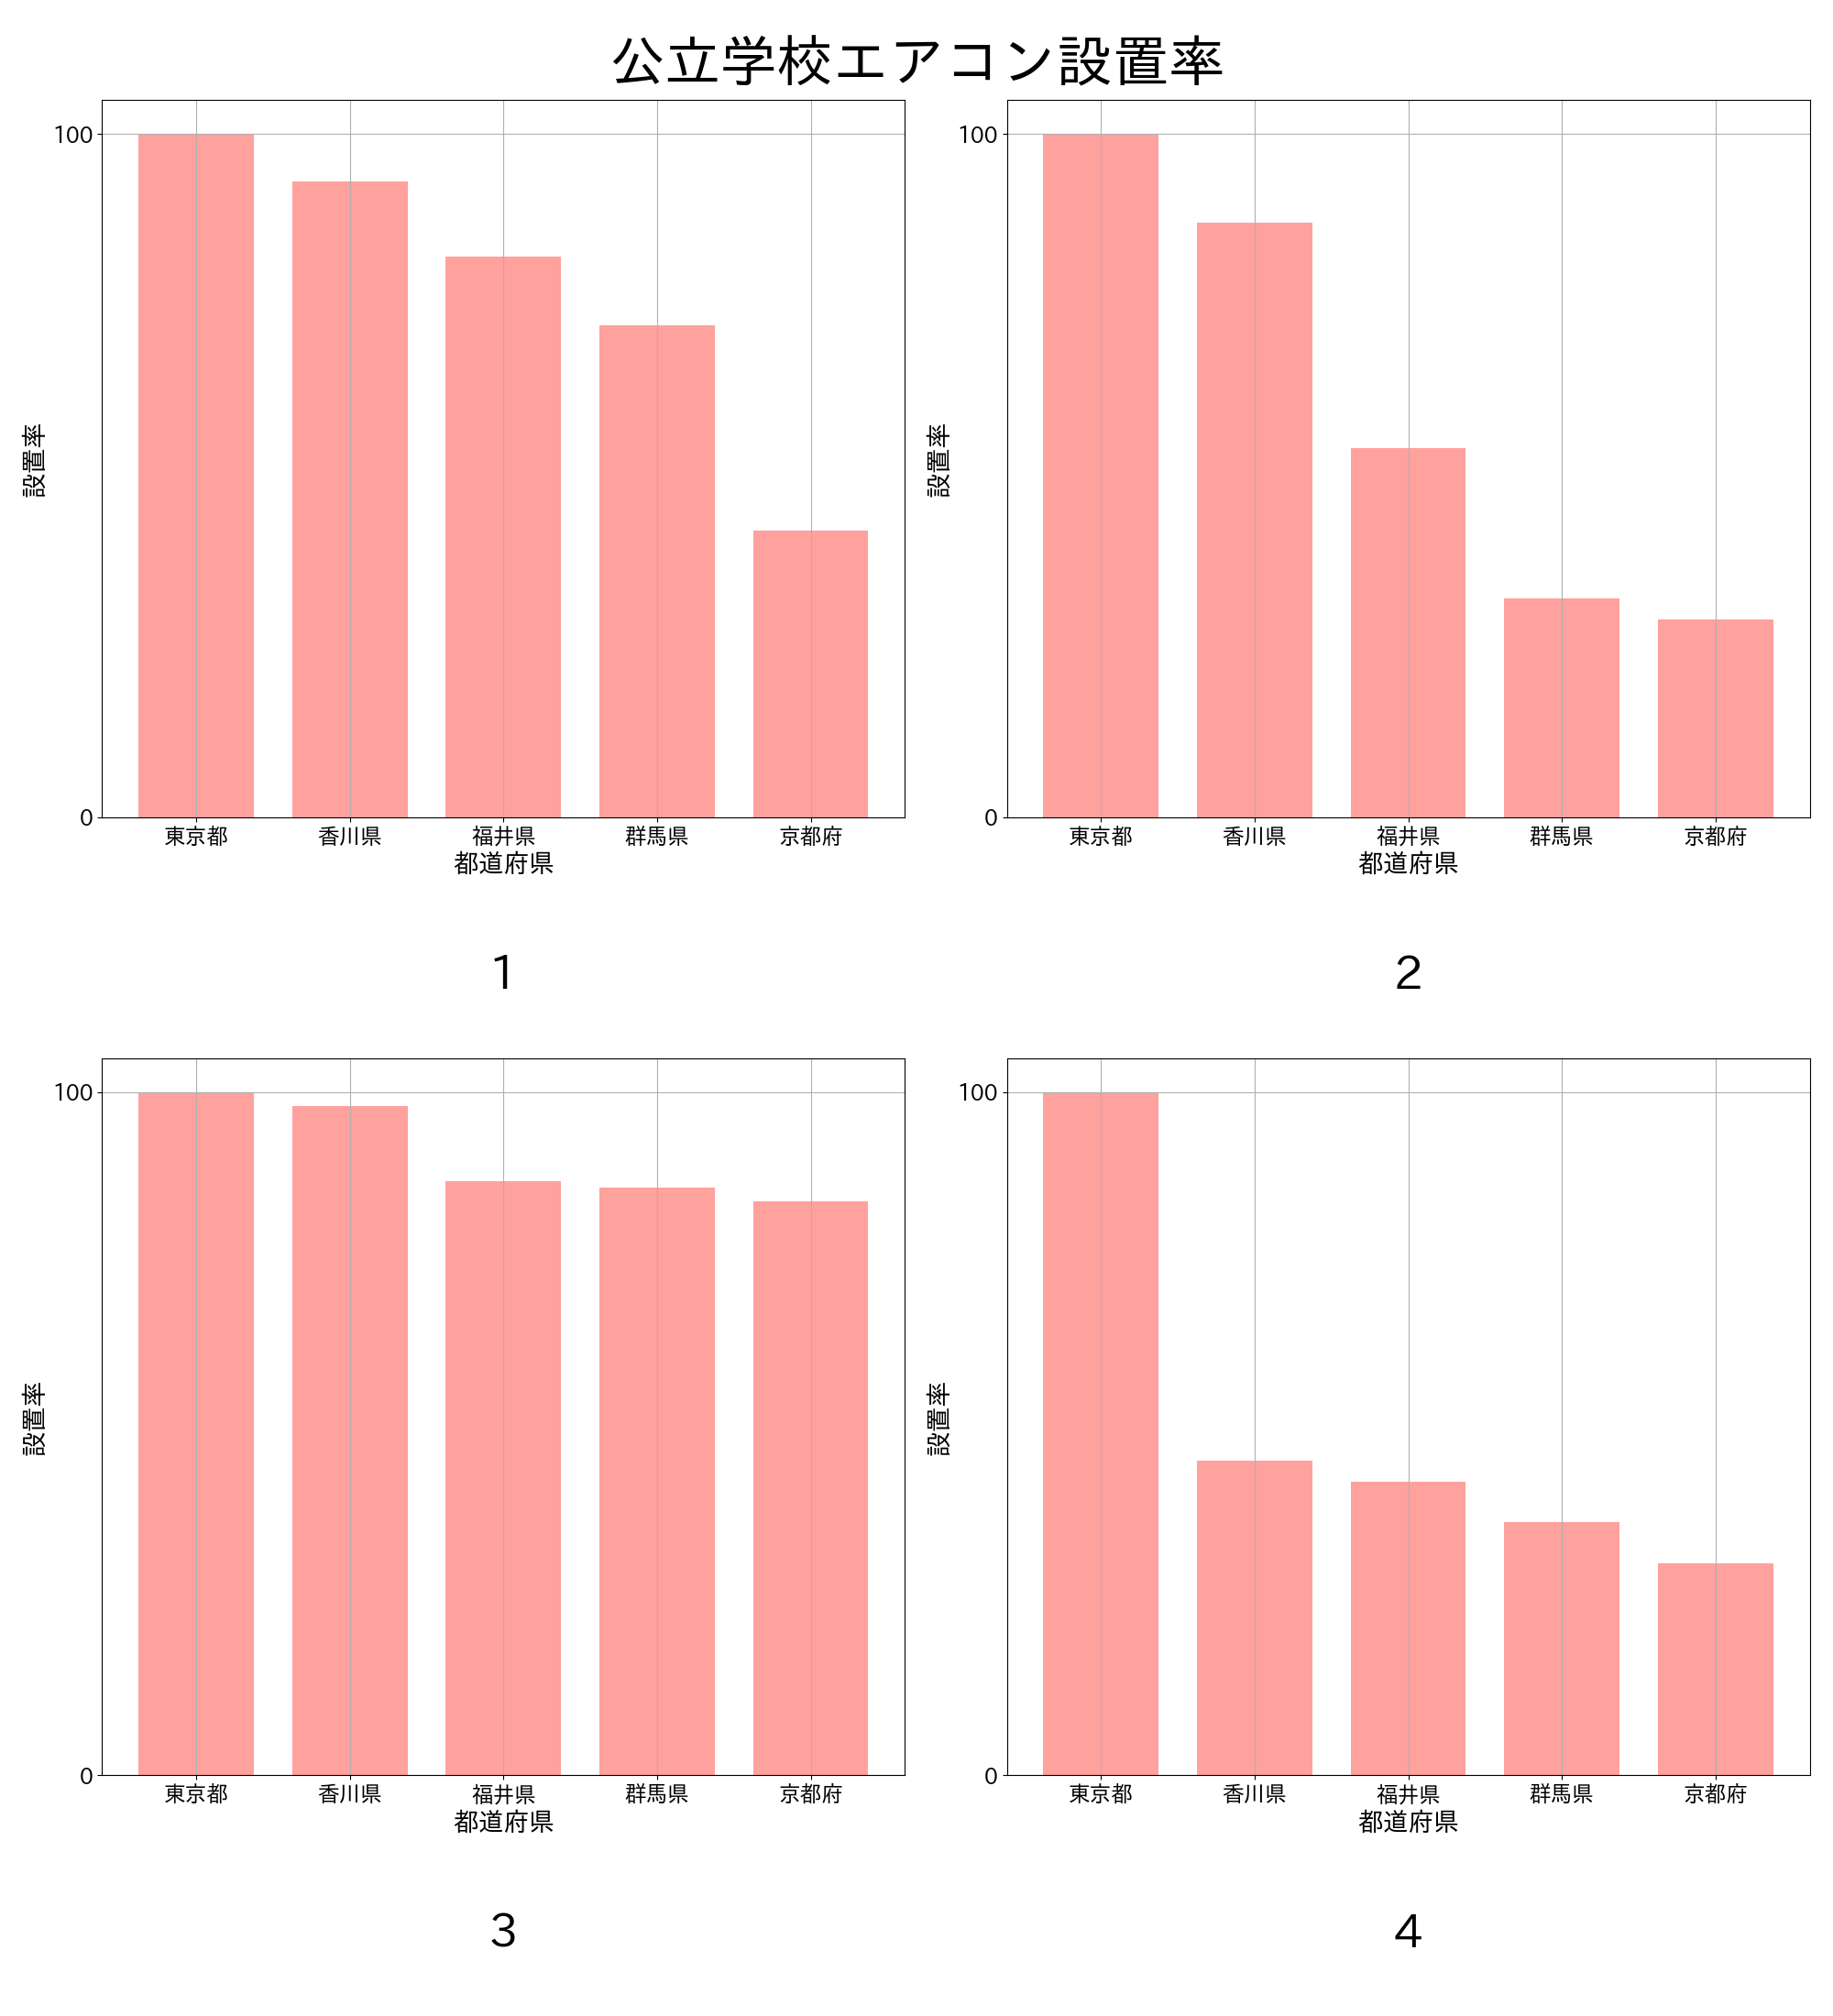 公立学校エアコン設置率
100
0
設置率
東京都 香川県 福井県 群馬県 京都府
都道府県
1
100
0
設置率
東京都 香川県 福井県 群馬県 京都府
都道府県
2
100
0
設置率
東京都 香川県 福井県 群馬県 京都府
都道府県
3
100
0
設置率
東京都 香川県 福井県 群馬県 京都府
都道府県
4